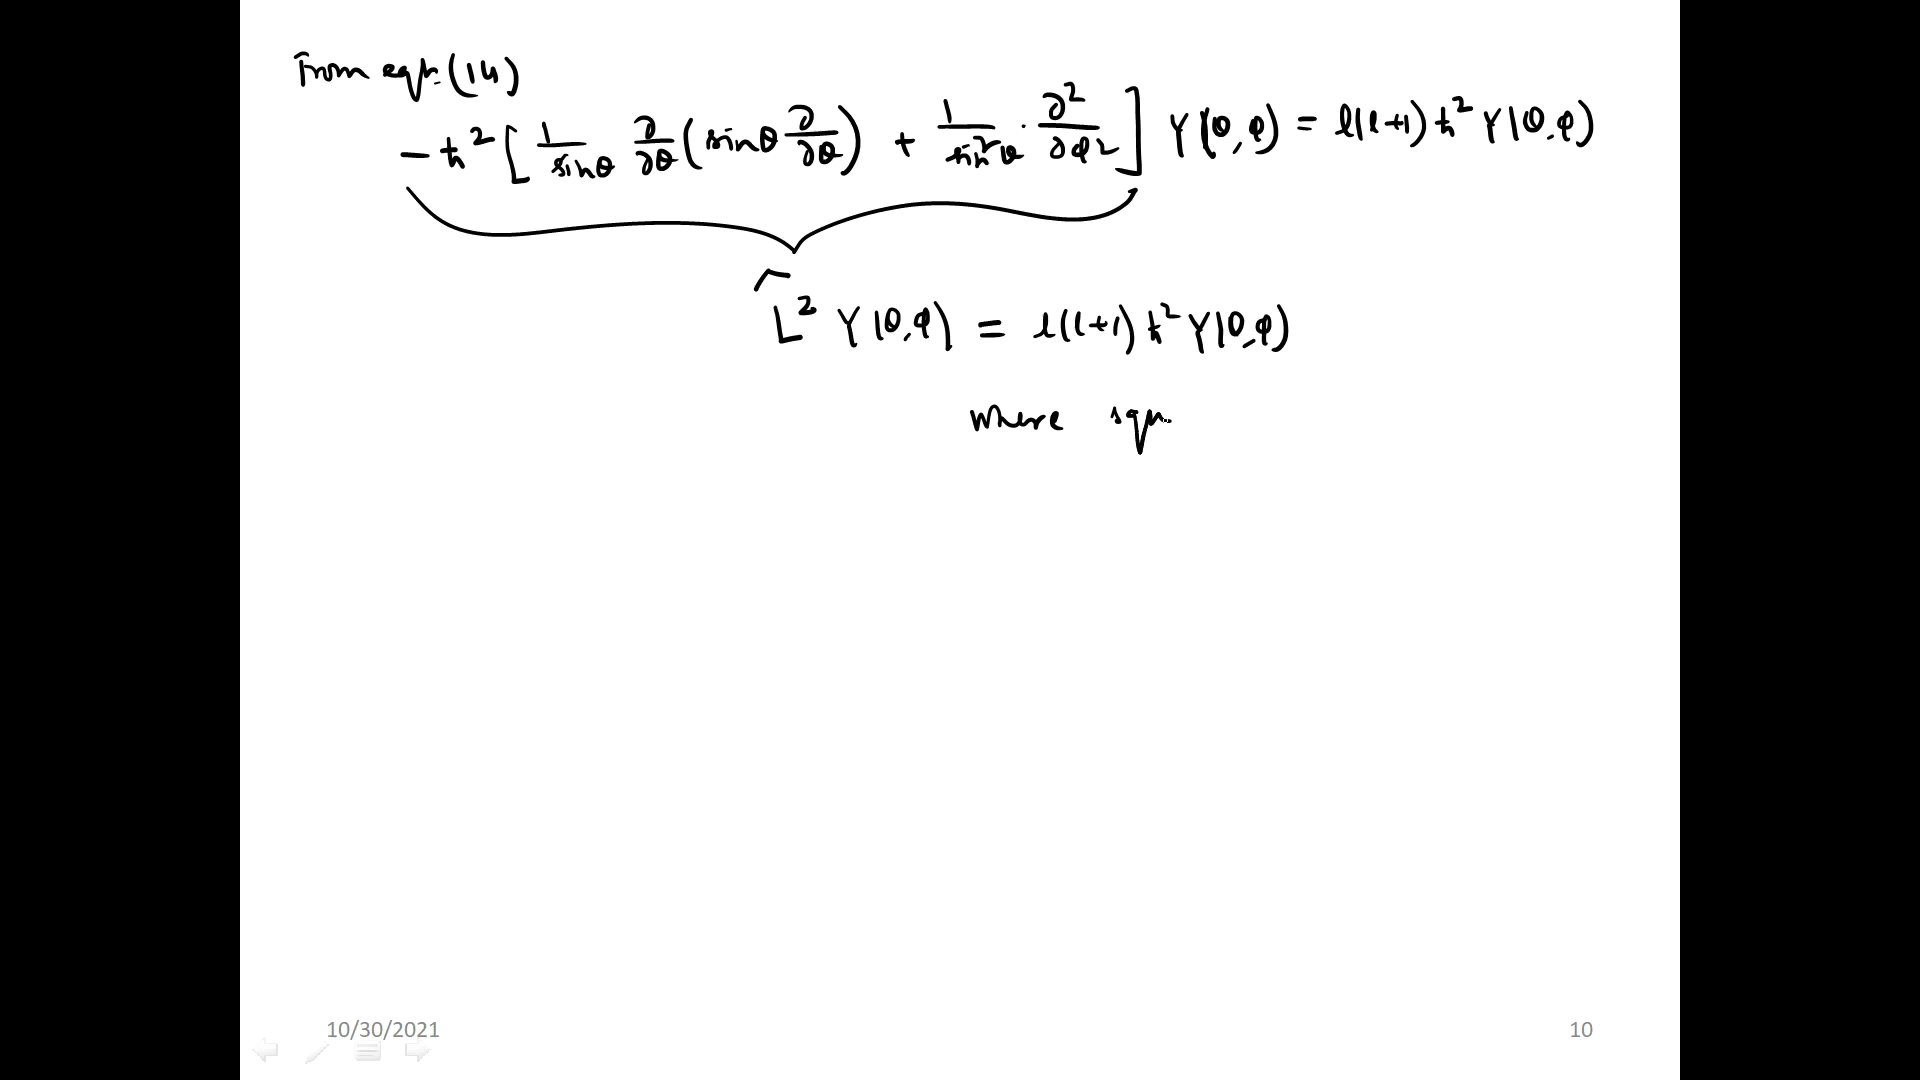 From eqn. (14)
- ħ² [ 1/sinθ ∂/∂θ (sinθ ∂/∂θ) + 1/sin²θ · ∂²/∂φ² ] Y(θ,φ) = l(l+1) ħ² Y(θ,φ)
L̂² Y(θ,φ) = l(l+1) ħ² Y(θ,φ)
where squ
10/30/2021
10